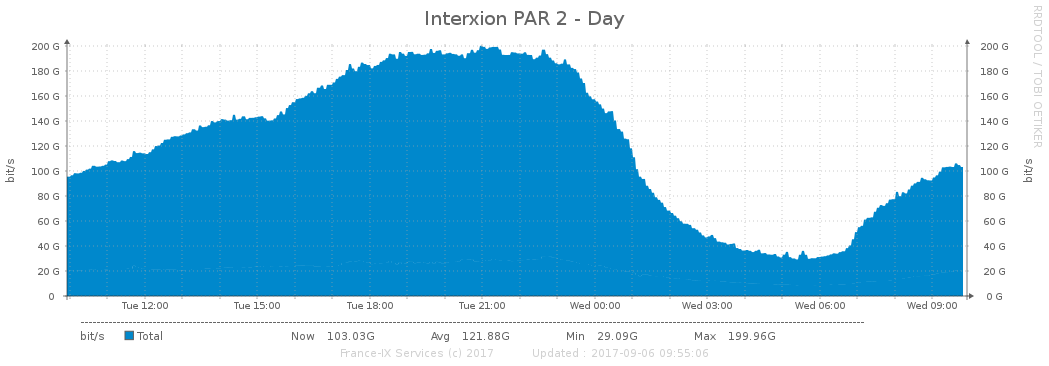 Interxion PAR 2 - Day
RRDTOOL / TOBI OETIKER
bit/s
200 G
180 G
160 G
140 G
120 G
100 G
80 G
60 G
40 G
20 G
0
200 G
180 G
160 G
140 G
120 G
100 G
80 G
60 G
40 G
20 G
0 G
bit/s
Tue 12:00 Tue 15:00 Tue 18:00 Tue 21:00 Wed 00:00 Wed 03:00 Wed 06:00 Wed 09:00
bit/s Total Now 103.03G Avg 121.88G Min 29.09G Max 199.96G
France-IX Services (c) 2017 Updated : 2017-09-06 09:55:06